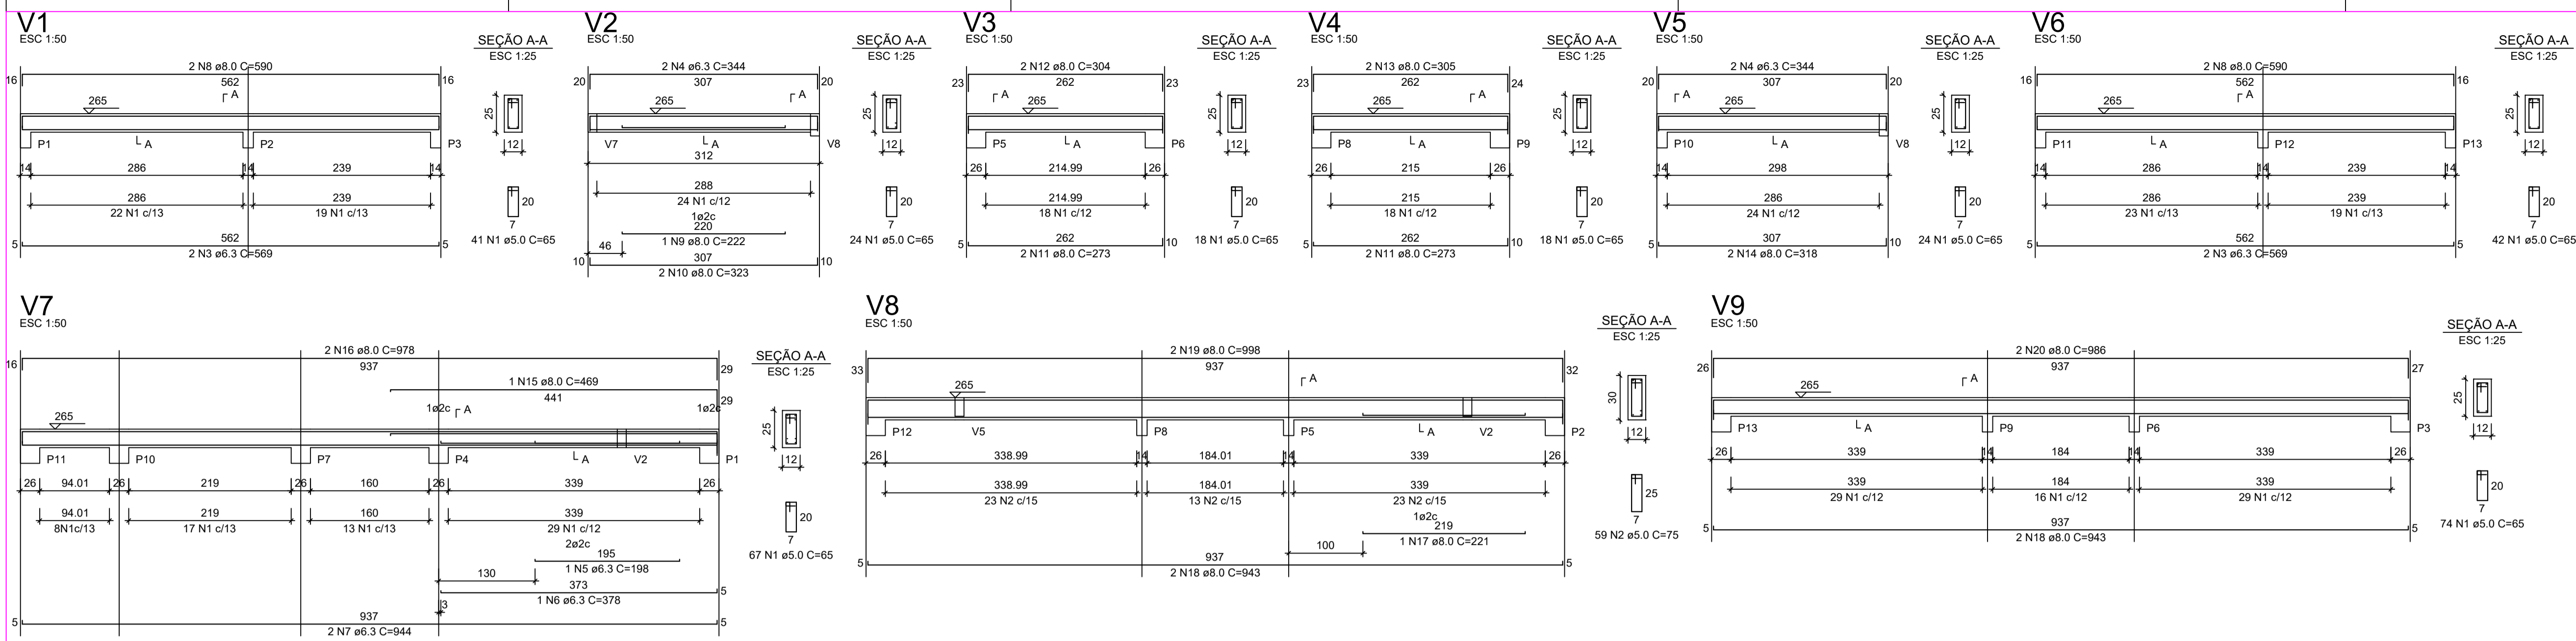 V1
ESC 1:50
SEÇÃO A-A
ESC 1:25
2 N8 ø8.0 C=590
16
562
16
A
265
25
P1
A
P2
P3
12
14
286
14
239
14
286
239
22 N1 c/13
19 N1 c/13
20
7
41 N1 ø5.0 C=65
5
562
5
2 N3 ø6.3 C=569
V2
ESC 1:50
SEÇÃO A-A
ESC 1:25
2 N4 ø6.3 C=344
20
307
20
A
265
25
V7
A
V8
12
312
288
24 N1 c/12
1ø2c
220
1 N9 ø8.0 C=222
46
20
7
24 N1 ø5.0 C=65
10
307
10
2 N10 ø8.0 C=323
V3
ESC 1:50
SEÇÃO A-A
ESC 1:25
2 N12 ø8.0 C=304
23
262
23
A
265
25
P5
A
P6
12
26
214.99
26
214.99
18 N1 c/12
20
7
18 N1 ø5.0 C=65
5
262
10
2 N11 ø8.0 C=273
V4
ESC 1:50
SEÇÃO A-A
ESC 1:25
2 N13 ø8.0 C=305
23
262
24
265
A
25
P8
A
P9
12
26
215
26
215
18 N1 c/12
20
7
18 N1 ø5.0 C=65
5
262
10
2 N11 ø8.0 C=273
V5
ESC 1:50
SEÇÃO A-A
ESC 1:25
2 N4 ø6.3 C=344
20
307
20
A
265
25
P10
A
V8
12
14
298
286
24 N1 c/12
20
7
24 N1 ø5.0 C=65
5
307
10
2 N14 ø8.0 C=318
V6
ESC 1:50
SEÇÃO A-A
ESC 1:25
2 N8 ø8.0 C=590
16
562
16
A
265
25
P11
A
P12
P13
12
14
286
14
239
14
286
239
23 N1 c/13
19 N1 c/13
20
7
42 N1 ø5.0 C=65
5
562
5
2 N3 ø6.3 C=569
V7
ESC 1:50
SEÇÃO A-A
ESC 1:25
2 N16 ø8.0 C=978
16
937
29
1 N15 ø8.0 C=469
441
29
1ø2c
A
1ø2c
265
25
P11
P10
P7
P4
A
V2
P1
12
26
94.01
26
219
26
160
26
339
26
94.01
219
160
339
8N1c/13
17 N1 c/13
13 N1 c/13
29 N1 c/12
20
7
67 N1 ø5.0 C=65
2ø2c
195
1 N5 ø6.3 C=198
130
373
5
1 N6 ø6.3 C=378
3
5
937
5
2 N7 ø6.3 C=944
V8
ESC 1:50
SEÇÃO A-A
ESC 1:25
2 N19 ø8.0 C=998
33
937
32
A
265
30
P12
V5
P8
P5
A
V2
P2
12
26
338.99
14
184.01
14
339
26
338.99
184.01
339
23 N2 c/15
13 N2 c/15
23 N2 c/15
25
7
59 N2 ø5.0 C=75
1ø2c
219
1 N17 ø8.0 C=221
100
5
937
5
2 N18 ø8.0 C=943
V9
ESC 1:50
SEÇÃO A-A
ESC 1:25
2 N20 ø8.0 C=986
26
937
27
265
A
25
P13
A
P9
P6
P3
12
26
339
14
184
14
339
26
339
184
339
29 N1 c/12
16 N1 c/12
29 N1 c/12
20
7
74 N1 ø5.0 C=65
5
937
5
2 N18 ø8.0 C=943